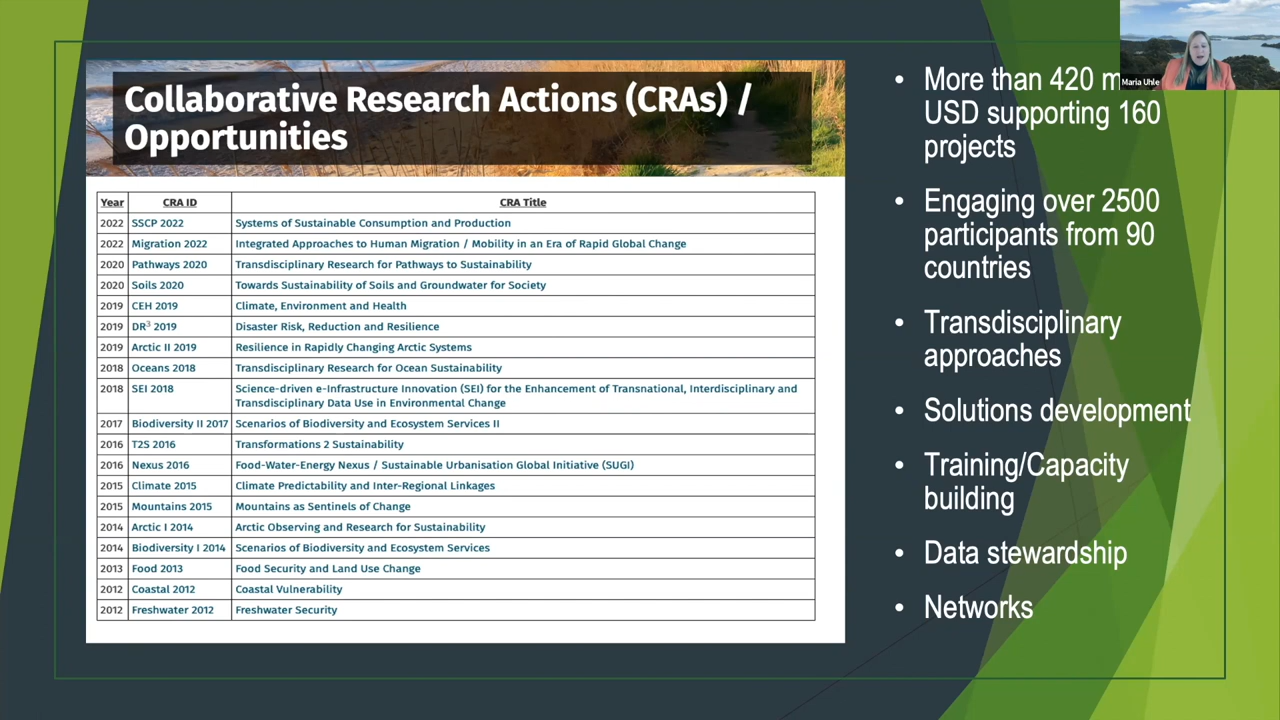 Collaborative Research Actions (CRAs) /
Opportunities
Year CRA ID CRA Title
2022 SSCP 2022 Systems of Sustainable Consumption and Production
2022 Migration 2022 Integrated Approaches to Human Migration / Mobility in an Era of Rapid Global Change
2020 Pathways 2020 Transdisciplinary Research for Pathways to Sustainability
2020 Soils 2020 Towards Sustainability of Soils and Groundwater for Society
2019 CEH 2019 Climate, Environment and Health
2019 DR³ 2019 Disaster Risk, Reduction and Resilience
2019 Arctic II 2019 Resilience in Rapidly Changing Arctic Systems
2018 Oceans 2018 Transdisciplinary Research for Ocean Sustainability
2018 SEI 2018 Science-driven e-Infrastructure Innovation (SEI) for the Enhancement of Transnational, Interdisciplinary and
Transdisciplinary Data Use in Environmental Change
2017 Biodiversity II 2017 Scenarios of Biodiversity and Ecosystem Services II
2016 T2S 2016 Transformations 2 Sustainability
2016 Nexus 2016 Food-Water-Energy Nexus / Sustainable Urbanisation Global Initiative (SUGI)
2015 Climate 2015 Climate Predictability and Inter-Regional Linkages
2015 Mountains 2015 Mountains as Sentinels of Change
2014 Arctic I 2014 Arctic Observing and Research for Sustainability
2014 Biodiversity I 2014 Scenarios of Biodiversity and Ecosystem Services
2013 Food 2013 Food Security and Land Use Change
2012 Coastal 2012 Coastal Vulnerability
2012 Freshwater 2012 Freshwater Security
• More than 420
USD supporting 160
projects
• Engaging over 2500
participants from 90
countries
• Transdisciplinary
approaches
• Solutions development
• Training/Capacity
building
• Data stewardship
• Networks
Maria Uhle